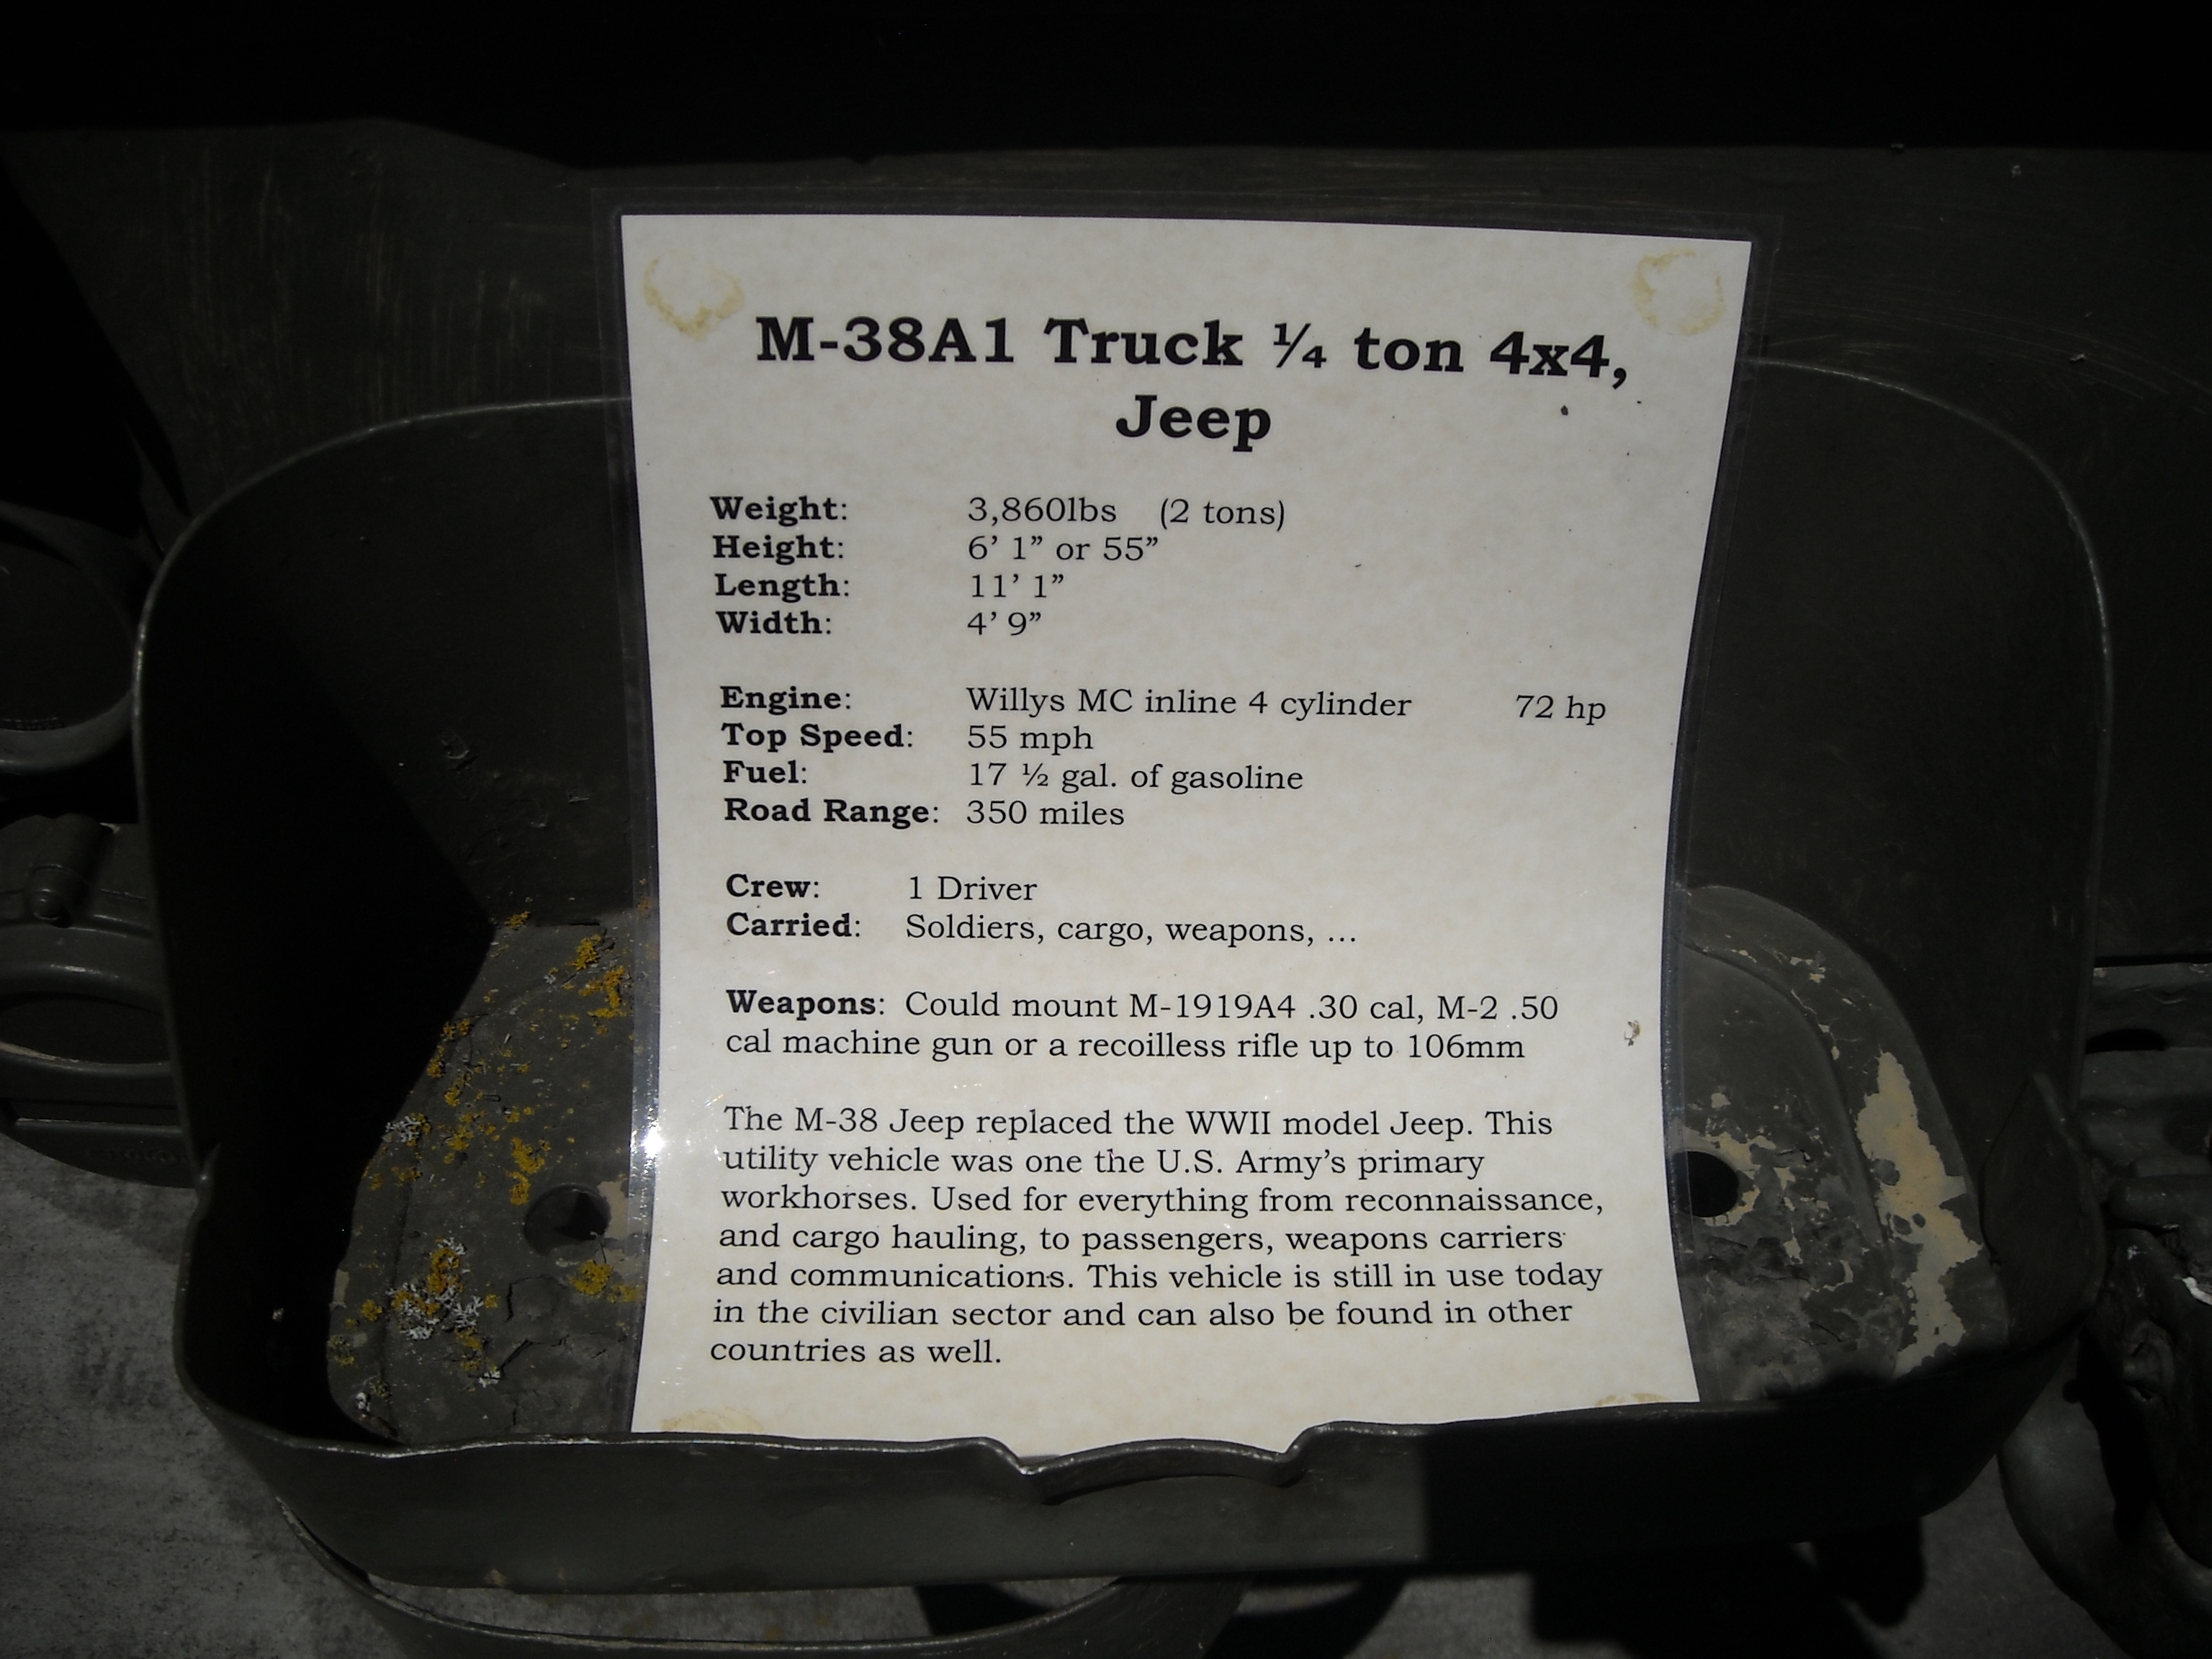 M-38A1 Truck ¼ ton 4x4,
Jeep
Weight: 3,860lbs (2 tons)
Height: 6’ 1” or 55”
Length: 11’ 1”
Width: 4’ 9”
Engine: Willys MC inline 4 cylinder 72 hp
Top Speed: 55 mph
Fuel: 17 ½ gal. of gasoline
Road Range: 350 miles
Crew: 1 Driver
Carried: Soldiers, cargo, weapons, ...
Weapons: Could mount M-1919A4 .30 cal, M-2 .50
cal machine gun or a recoilless rifle up to 106mm
The M-38 Jeep replaced the WWII model Jeep. This
utility vehicle was one the U.S. Army’s primary
workhorses. Used for everything from reconnaissance,
and cargo hauling, to passengers, weapons carriers
and communications. This vehicle is still in use today
in the civilian sector and can also be found in other
countries as well.